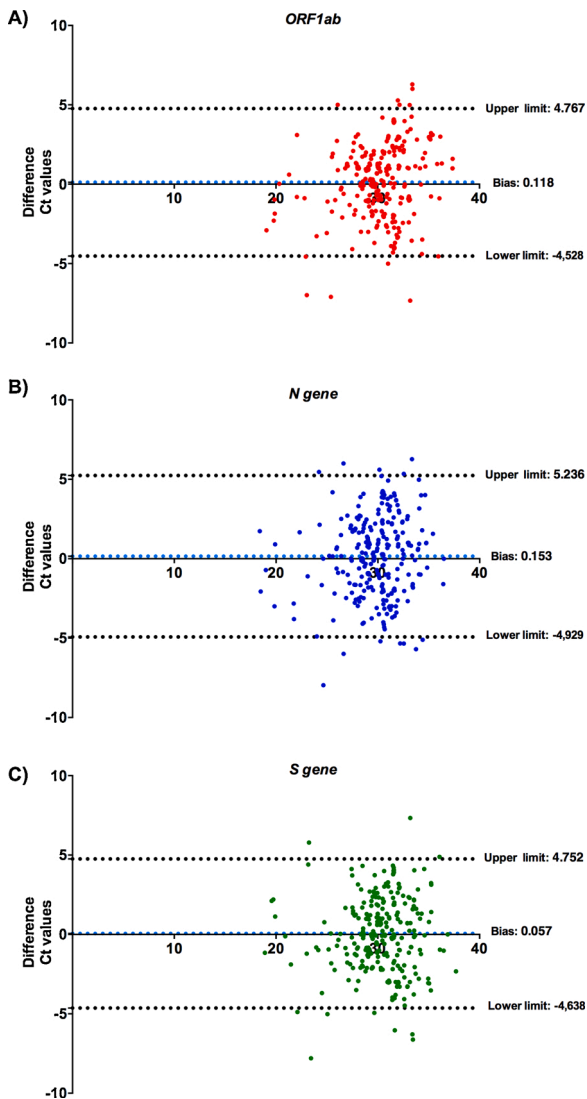 A)
ORF1ab
10
5
0
-5
-10
10
20
30
40
Difference
Ct values
Upper limit: 4.767
Bias: 0.118
Lower limit: -4,528
B)
N gene
10
5
0
-5
-10
10
20
30
40
Difference
Ct values
Upper limit: 5.236
Bias: 0.153
Lower limit: -4,929
C)
S gene
10
5
0
-5
-10
10
20
30
40
Difference
Ct values
Upper limit: 4.752
Bias: 0.057
Lower limit: -4,638